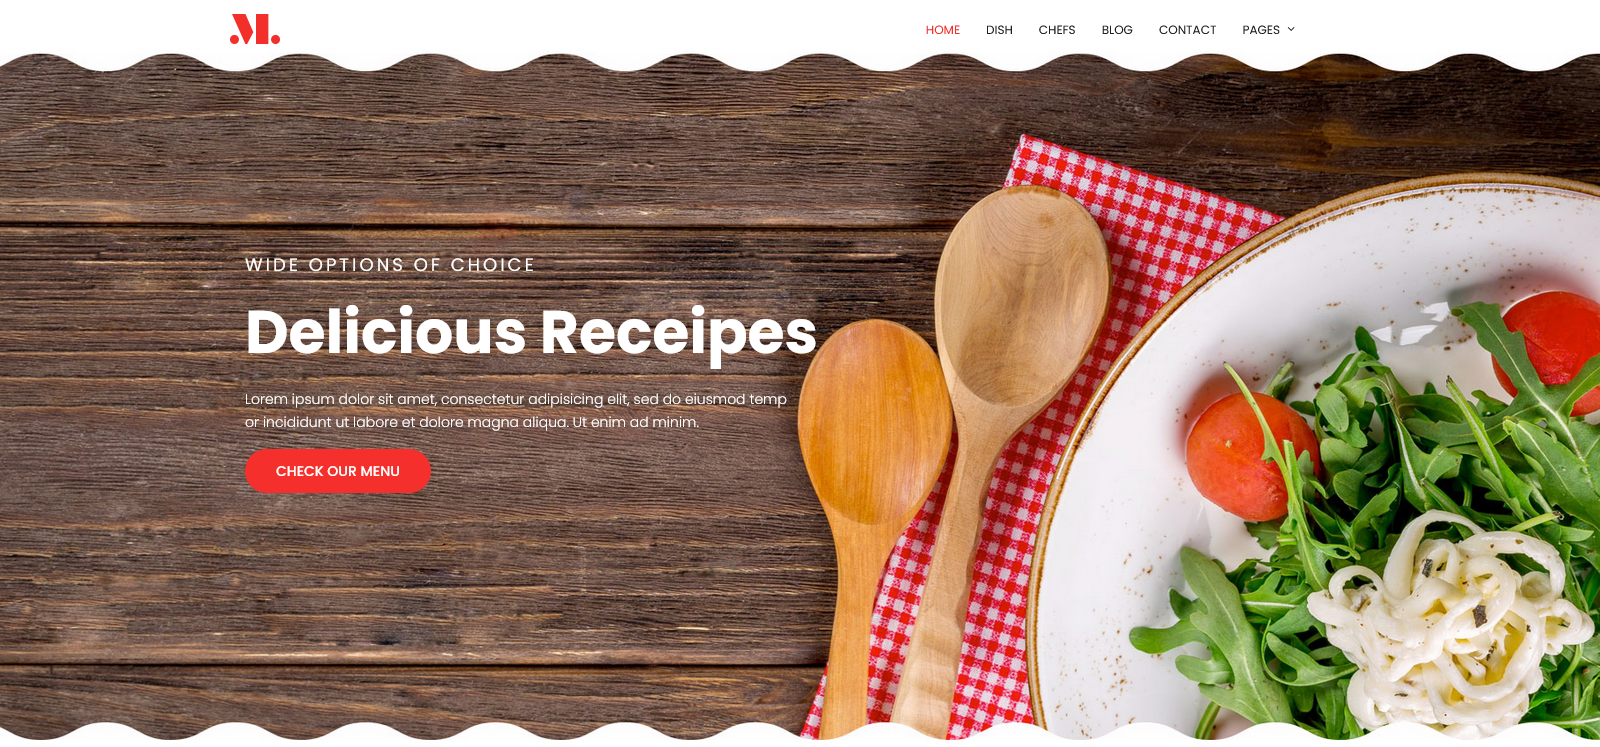 M.
HOME DISH CHEFS BLOG CONTACT PAGES
WIDE OPTIONS OF CHOICE
Delicious Receipes
Lorem ipsum dolor sit amet, consectetur adipisicing elit, sed do eiusmod temp
or incididunt ut labore et dolore magna aliqua. Ut enim ad minim.
CHECK OUR MENU